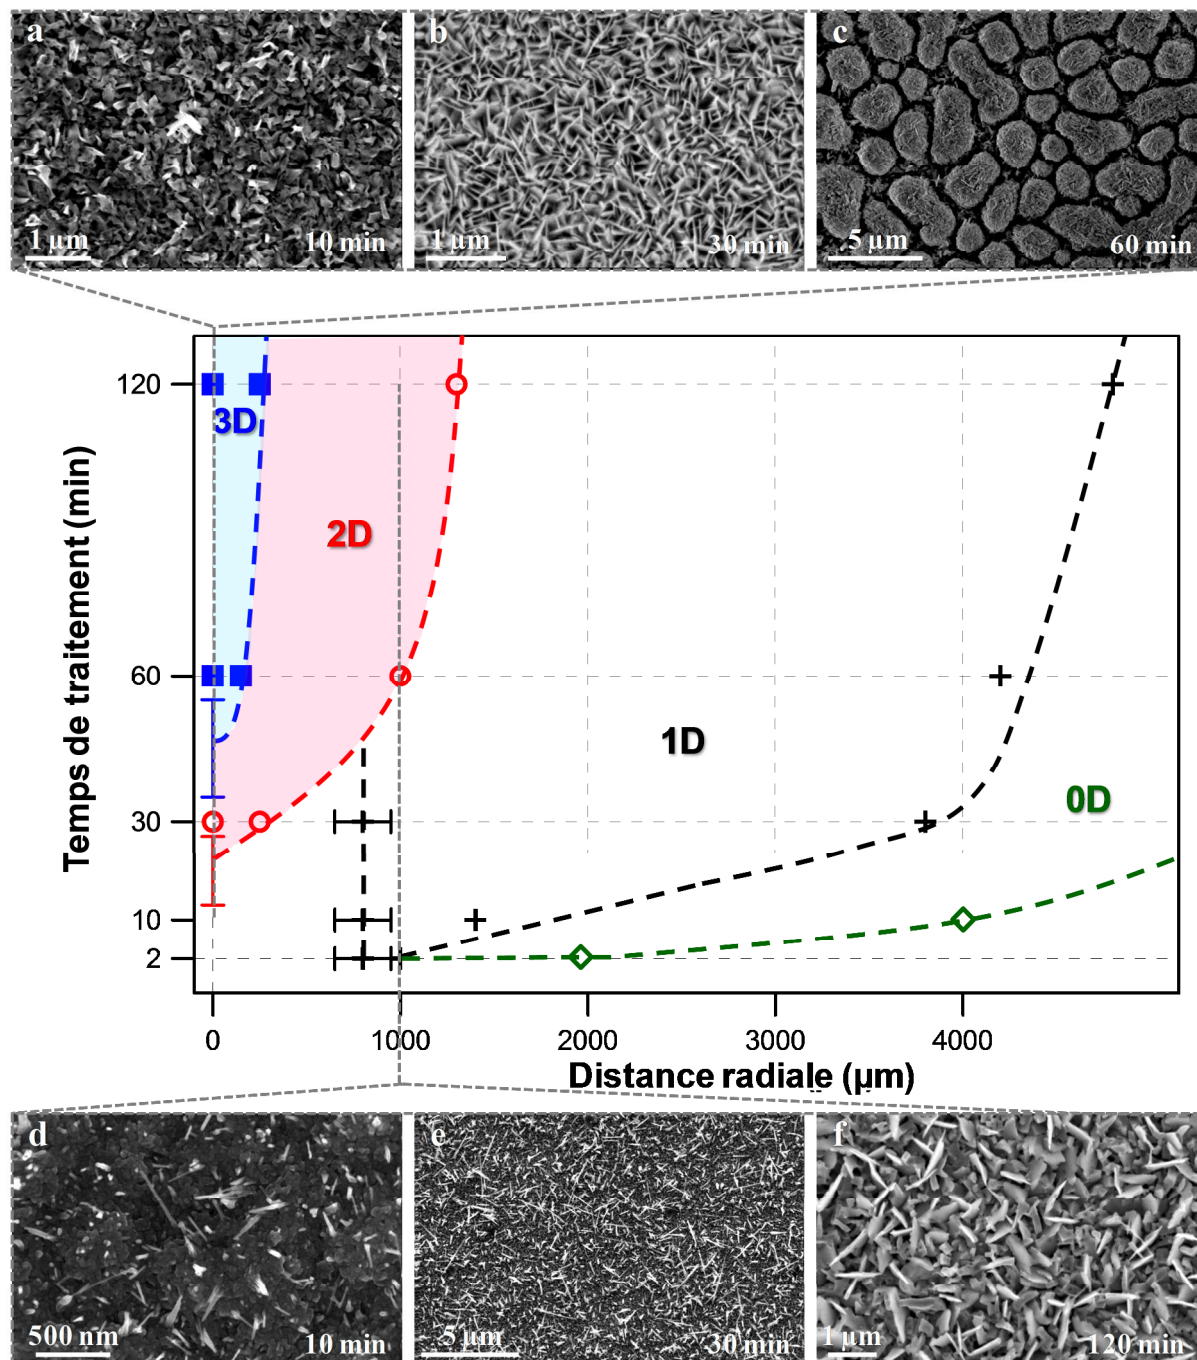 a
b
c
1 µm
10 min
1 µm
30 min
5 µm
60 min
120
3D
2D
Temps de traitement (min)
60
1D
0D
30
10
2
0
1000
2000
3000
4000
Distance radiale (µm)
d
e
f
500 nm
10 min
5 µm
30 min
1 µm
120 min